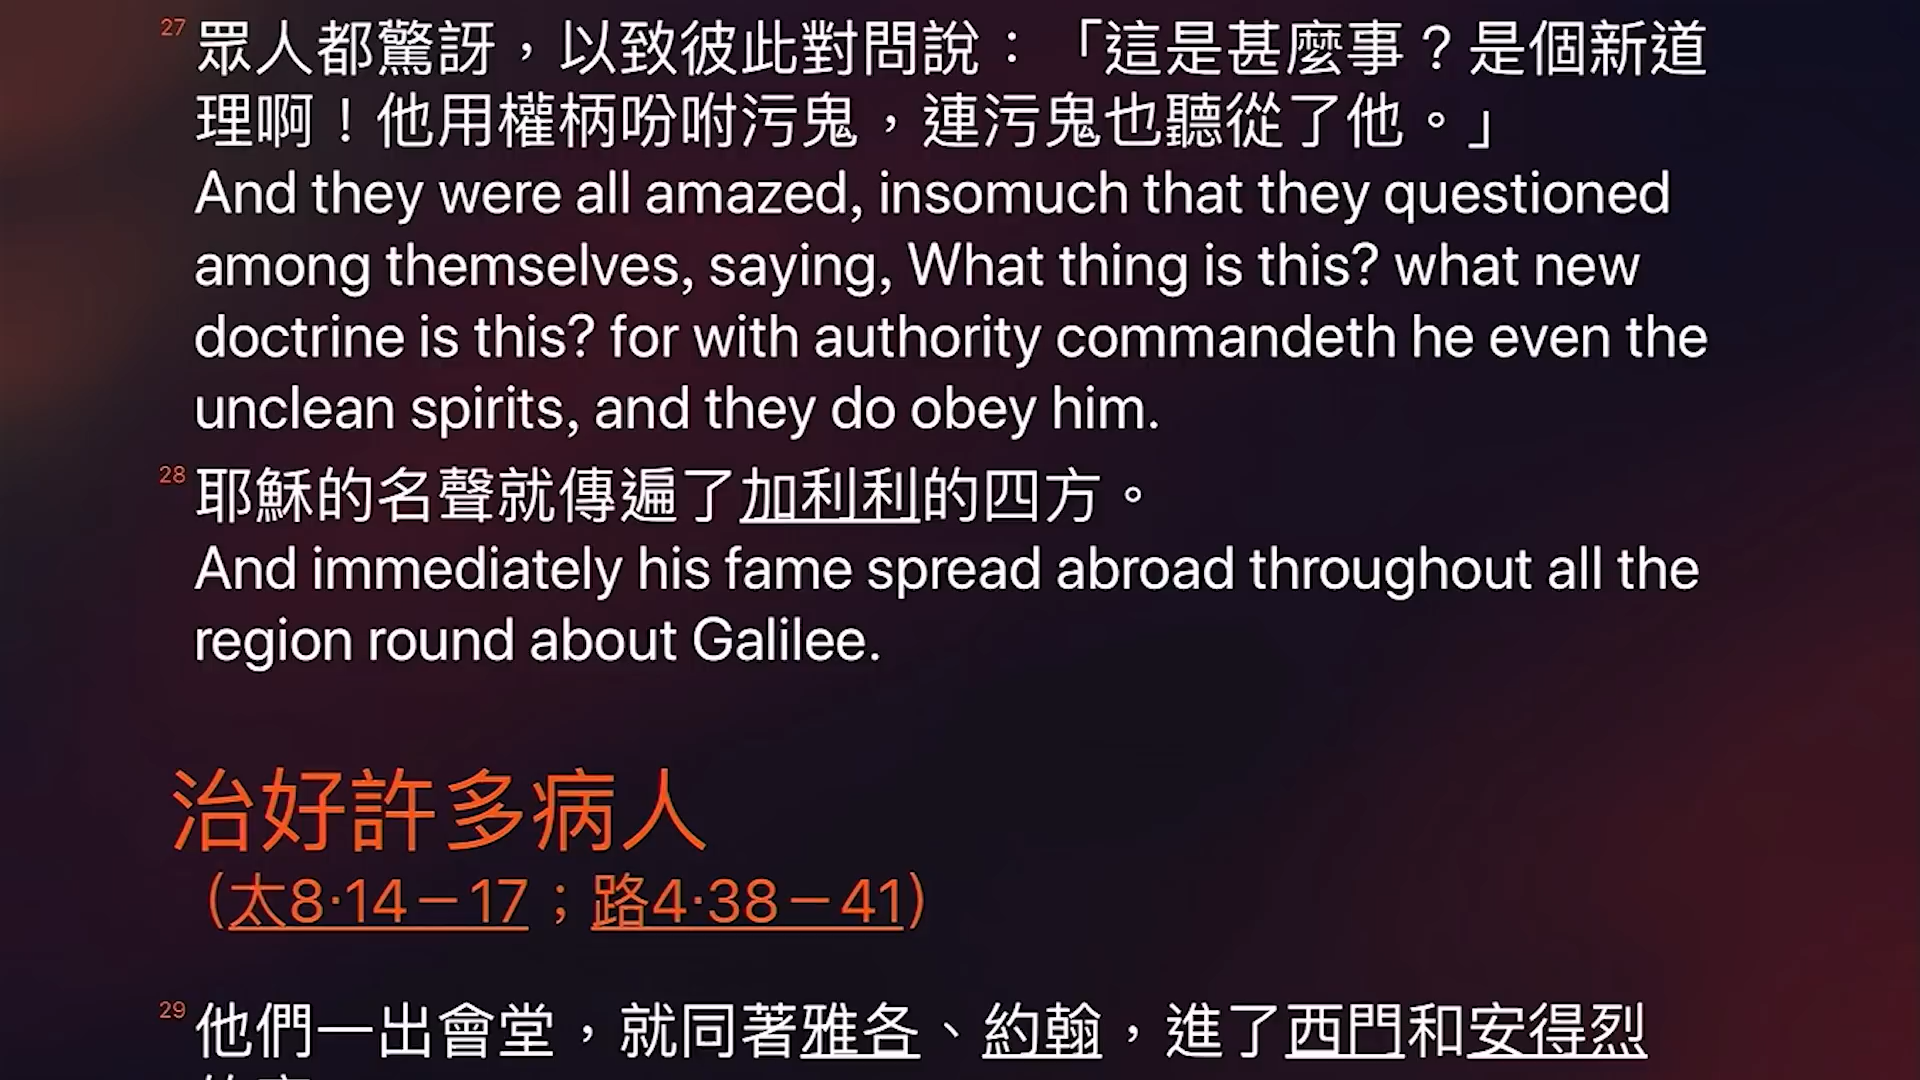 27 眾人都驚訝，以致彼此對問說：「這是甚麼事？是個新道
理啊！他用權柄吩咐污鬼，連污鬼也聽從了他。」
And they were all amazed, insomuch that they questioned
among themselves, saying, What thing is this? what new
doctrine is this? for with authority commandeth he even the
unclean spirits, and they do obey him.
28 耶穌的名聲就傳遍了加利利的四方。
And immediately his fame spread abroad throughout all the
region round about Galilee.
治好許多病人
(太8·14－17；路4·38－41)
29 他們一出會堂，就同著雅各、約翰，進了西門和安得烈